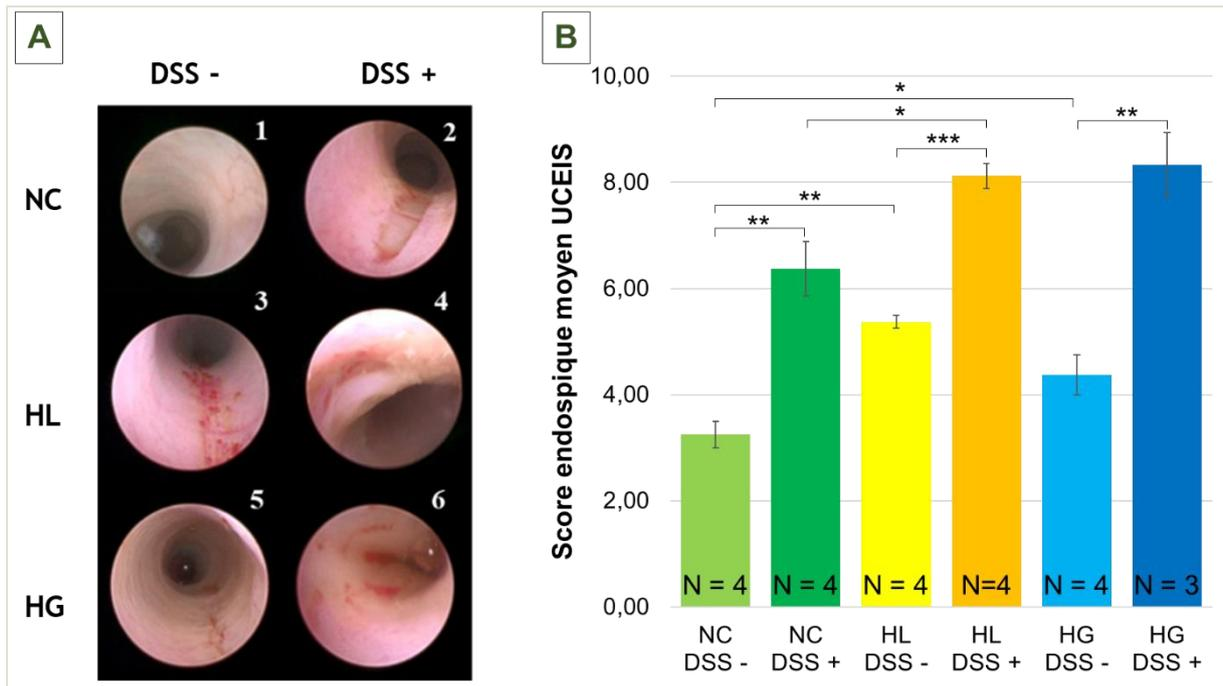 A
DSS -
DSS +
NC
1
2
HL
3
4
HG
5
6
B
Score endospique moyen UCEIS
10,00
8,00
6,00
4,00
2,00
0,00
*
*
**
***
**
**
N = 4
N = 4
N = 4
N=4
N = 4
N = 3
NC
DSS -
NC
DSS +
HL
DSS -
HL
DSS +
HG
DSS -
HG
DSS +